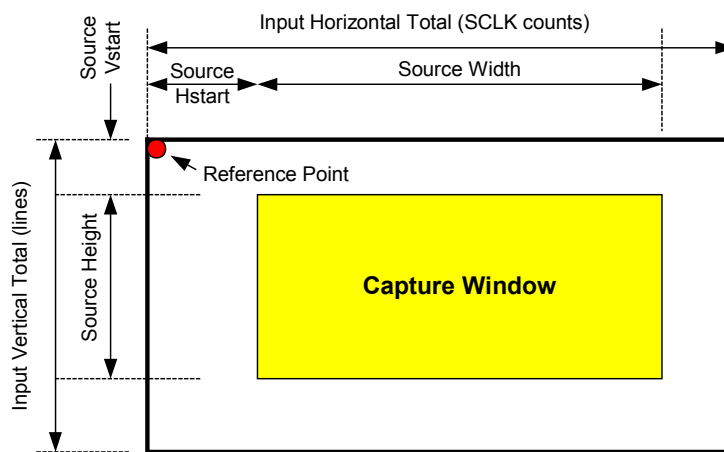 Input Horizontal Total (SCLK counts)
Source
Vstart
Source
Hstart
Source Width
Reference Point
Input Vertical Total (lines)
Source Height
Capture Window